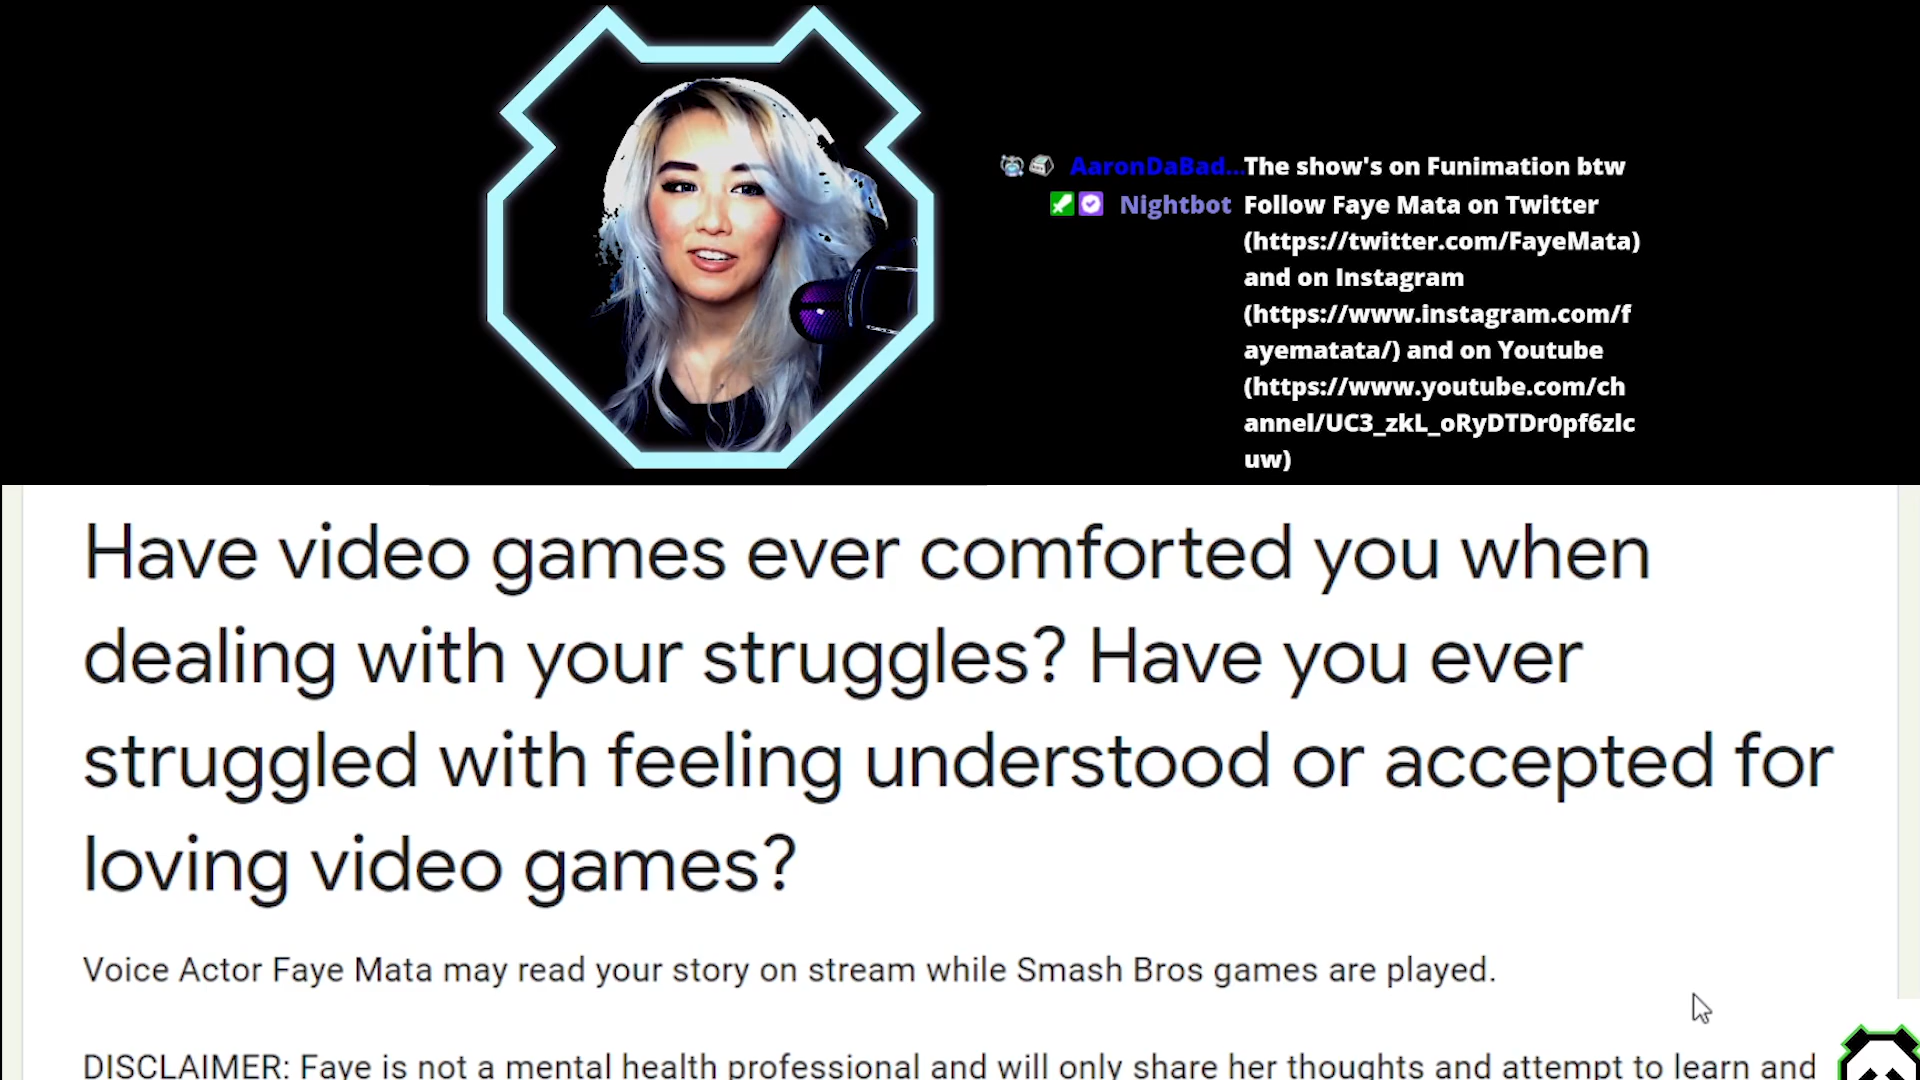 AaronDaBad... The show's on Funimation btw
Nightbot Follow Faye Mata on Twitter
(https://twitter.com/FayeMata)
and on Instagram
(https://www.instagram.com/f
ayematata/) and on Youtube
(https://www.youtube.com/ch
annel/UC3_zkL_oRyDTDr0pf6zlc
uw)
Have video games ever comforted you when
dealing with your struggles? Have you ever
struggled with feeling understood or accepted for
loving video games?
Voice Actor Faye Mata may read your story on stream while Smash Bros games are played.
DISCLAIMER: Faye is not a mental health professional and will only share her thoughts and attempt to learn and